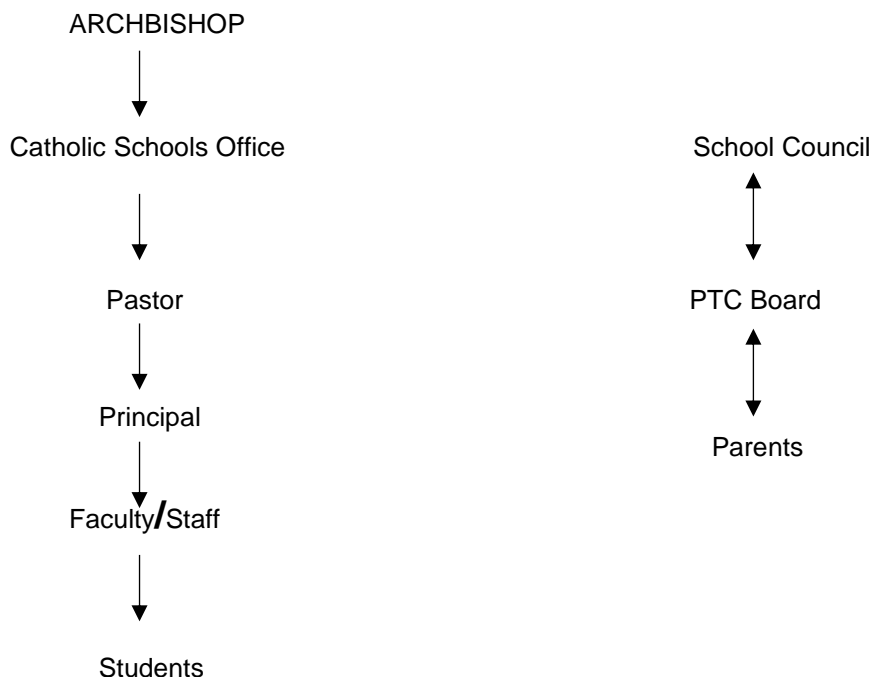 ARCHBISHOP
Catholic Schools Office
School Council
Pastor
PTC Board
Principal
Parents
Faculty/Staff
Students